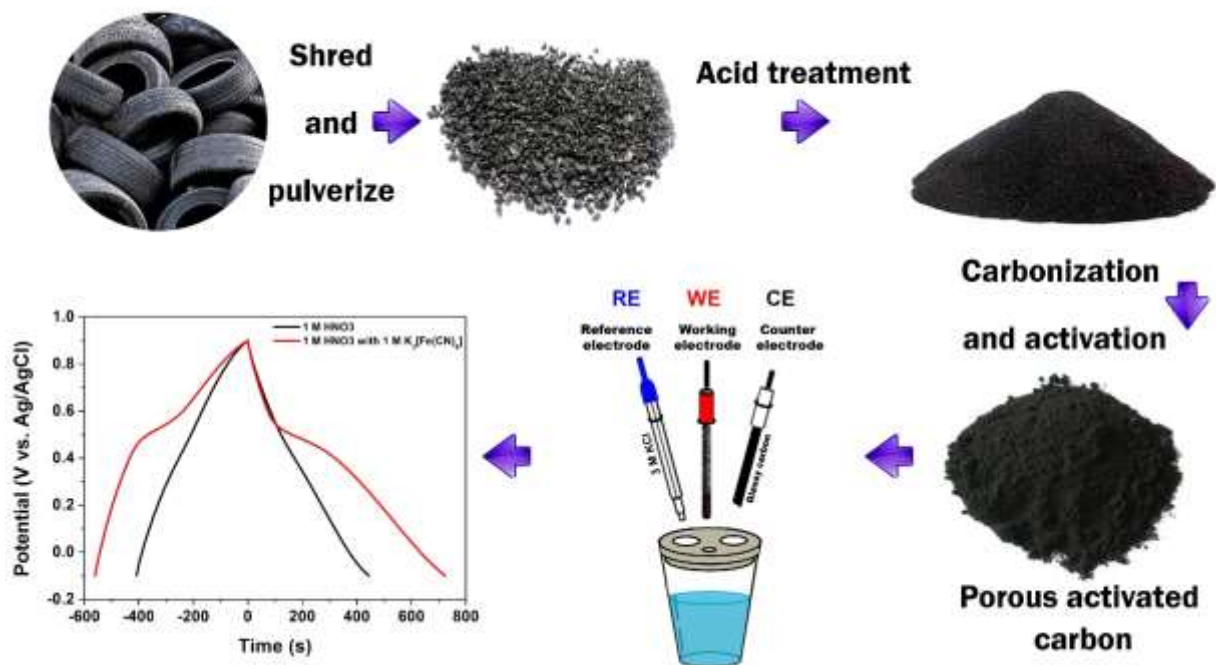 Shred
and
pulverize
Acid treatment
Carbonization
and activation
Porous activated
carbon
RE WE CE
Reference electrode
Working electrode
Counter electrode
3 M KCl
Glassy carbon
1 M HNO3
1 M HNO3 with 1 M K3[Fe(CN)6]
Potential (V vs. Ag/AgCl)
1.0
0.8
0.6
0.4
0.2
0.0
-0.2
-600 -400 -200 0 200 400 600 800
Time (s)